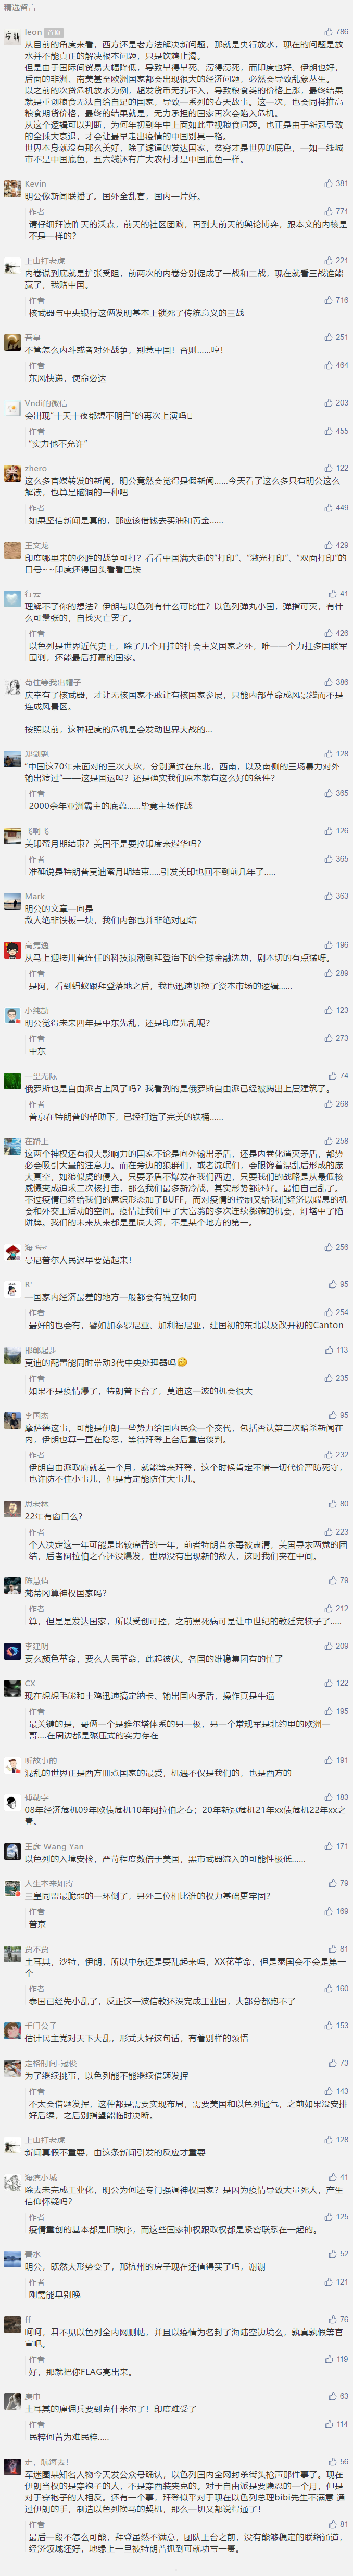 精选留言
leon 置顶 786
从目前的角度来看，西方还是老方法解决新问题，那就是央行放水，现在的问题是放
水并不能真正的解决根本问题，只是饮鸩止渴。
但是由于国际间贸易大幅降低，导致旱得旱死、涝得涝死，而印度也好，伊朗也好，
后面的非洲、南美甚至欧洲国家都会出现很大的经济问题，必然会导致乱象丛生。
以之前的次贷危机放水为例，超发货币无孔不入，导致粮食类的价格上涨，最终结果
就是重创粮食无法自给自足的国家，导致一系列的春天故事。这一次，也会同样推高
粮食期货价格，最终的结果就是，无力承担的国家再次会陷入危机。
从这个逻辑可以判断，为何年初到年中上面如此重视粮食问题。也正是由于新冠导致
的全球大衰退，才会让最早走出疫情的中国别具一格。
世界本身就没有那么美好，除了滤镜的发达国家，贫穷才是世界的底色，一如一线城
市不是中国底色，五六线还有广大农村才是中国底色一样。
Kevin 381
明公像新闻联播了。国外全乱套，国内一片好。
作者 771
请仔细拜读昨天的沃森，前天的社区团购，再到大前天的舆论博弈，跟本文的内核是
不是一样的？
上山打老虎 221
内卷说到底就是扩张受阻，前两次的内卷分别促成了一战和二战，现在就看三战谁能
赢了，我赌中国。
作者 716
核武器与中央银行这俩发明基本上锁死了传统意义的三战
吾皇 251
不管怎么内斗或者对外战争，别惹中国！否则……哼！
作者 464
东风快递，使命必达
Vndi的微信 203
会出现“十天十夜都想不明白”的再次上演吗
作者 455
“实力他不允许”
zhero 122
这么多官媒转发的新闻，明公竟然会觉得是假新闻……今天看了这么多只有明公这么
解读，也算是脑洞的一种吧
作者 449
如果坚信新闻是真的，那应该借钱去买油和黄金……
王文龙 429
印度哪里来的必胜的战争可打？看看中国满大街的“打印”、“激光打印”、“双面打印”的
口号~~印度还得回头看看巴铁
行云 41
理解不了你的想法？伊朗与以色列有什么可比性？以色列弹丸小国，弹指可灭，有什
么可嚣张的，自找灭亡罢了。
作者 426
以色列是世界近代史上，除了几个开挂的社会主义国家之外，唯一一个力扛多国联军
围剿，还能最后打赢的国家。
苟住等我出帽子 386
庆幸有了核武器，才让无核国家不敢让有核国家参展，只能内部革命成风景线而不是
连成风景区。
按照以前，这种程度的危机是会发动世界大战的…
郑剑魁 128
“中国这70年来面对的三次大坎，分别通过在东北，西南，以及南侧的三场暴力对外
输出渡过”——这是国运吗？还是确实我们原本就有这么好的条件？
作者 365
2000余年亚洲霸主的底蕴……毕竟主场作战
飞啊飞 126
美印蜜月期结束？美国不是要拉印度来遏华吗？
作者 365
准确说是特朗普莫迪蜜月期结束……引发美印也回不到前几年了……
Mark 363
明公的文章一向是
敌人绝非铁板一块，我们内部也并非绝对团结
高隽逸 196
从马上迎接川普连任的科技浪潮到拜登治下的全球金融洗劫，剧本切的有点猛呀。
作者 289
是阿，看到蚂蚁跟拜登落地之后，我也迅速切换了资本市场的逻辑……
小纯劼 123
明公觉得未来四年是中东先乱，还是印度先乱呢？
作者 273
中东
一望无际 74
俄罗斯也是自由派占上风了吗？我看到的是俄罗斯自由派已经被踢出上层建筑了。
作者 268
普京在特朗普的帮助下，已经打造了完美的铁桶……
在路上 258
这两个神权还有很大影响力的国家不论是向外输出矛盾，还是内卷化消灭矛盾，都势
必会吸引大量的注意力。而在旁边的狼群们，或者流氓们，会眼馋着混乱后形成的庞
大真空，如狼似虎的侵入。只要矛盾不爆发在我们西边，只要我们的战略是从最低核
威慑变成追求二次核打击，那么我们最多新冷战，其实形势都还好。最怕自己乱了。
不过疫情已经给我们的意识形态加了BUFF，而对疫情的控制又给我们经济以喘息的机
会和外交上活动的空间。疫情让我们中了大富翁的多次连续掷筛的机会，灯塔中了陷
阱牌。我们的未来从来都是星辰大海，不是某个地方的第一。
海 256
曼尼普尔人民迟早要站起来！
R' 95
一国家内经济最差的地方一般都会有独立倾向
作者 254
最好的也会有，譬如加泰罗尼亚、加利福尼亚，建国初的东北以及改开初的Canton
邯郸起步 113
莫迪的配置能同时带动3代中央处理器吗
作者 235
如果不是疫情爆了，特朗普下台了，莫迪这一波的机会很大
李国杰 95
摩萨德这事，可能是伊朗一些势力给国内民众一个交代，包括否认第二次暗杀新闻在
内，伊朗也算一直在隐忍，等待拜登上台后重启谈判。
作者 232
伊朗自由派政府就差一个月，就能等来拜登，这个时候肯定不惜一切代价严防死守，
也许防不住小事儿，但是肯定能防住大事儿。
思老林 80
22年有窗口么？
作者 223
个人决定这一年可能是比较痛苦的一年，前者特朗普余毒被肃清，美国寻求两党的团
结，后者阿拉伯之春还没爆发，世界没有出现新的敌人，这时我们夹在中间。
陈慧倩 79
梵蒂冈算神权国家吗？
作者 212
算，但是是发达国家，所以受创可控，之前黑死病可是让中世纪的教廷完犊子了……
李建明 209
要么颜色革命，要么人民革命，此起彼伏。各国的维稳集团有的忙了
CX 122
现在想想毛熊和土鸡迅速搞定纳卡、输出国内矛盾，操作真是牛逼
作者 195
最关键的是，哥俩一个是雅尔塔体系的另一极，另一个常规军是北约里的欧洲一
哥……在周边都是碾压式的实力存在
听故事的 191
混乱的世界正是西方皿煮国家的最爱，机遇不仅是我们的，也是西方的
傅勒孛 183
08年经济危机09年欧债危机10年阿拉伯之春；20年新冠危机21年xx债危机22年xx之
春。
王彦 Wang Yan 171
以色列的入境安检，严苛程度数倍于美国，黑市武器流入的可能性极低……
人生本来如寄 79
三皇同盟最脆弱的一环倒了，另外二位相比谁的权力基础更牢固？
作者 169
普京
贾不贾 81
土耳其，沙特，伊朗，所以中东还是要乱起来吗，XX花革命，但是泰国会不会是第一
个
作者 160
泰国已经先小乱了，反正这一波信教还没完成工业国，大部分都跑不了
千门公子 153
估计民主党对天下大乱，形式大好这句话，有着别样的领悟
定格时间-冠俊 73
为了继续挑事，以色列能不能继续借题发挥
作者 143
不太会借题发挥，这种都是需要实现布局，需要美国和以色列通气，之前如果没安排
好后续，之后别指望能临时决断。
上山打老虎 128
新闻真假不重要，由这条新闻引发的反应才重要
海滨小城 41
除去未完成工业化，明公为何还专门强调神权国家？是因为疫情导致大量死人，产生
信仰怀疑吗？
作者 125
疫情重创的基本都是旧秩序，而这些国家神权跟政权都是紧密联系在一起的。
善水 52
明公，既然大形势变了，那杭州的房子现在还值得买了吗，谢谢
作者 121
刚需能早别晚
ff 76
呵呵，君不见以色列全内网删帖，并且以疫情为名封了海陆空边境么，孰真孰假等官
宣吧。
作者 119
好，那就把你FLAG亮出来。
庚申 63
土耳其的雇佣兵要到克什米尔了！印度难受了
作者 114
民粹何苦为难民粹……
走，航海去！ 56
军迷圈某知名人物今天发公众号确认，以色列国内全网封杀街头枪声那件事了。现在
伊朗当权的是穿袍子的人，不是穿西装夹克的。对于自由派是要隐忍的一个月，但是
对于穿袍子的人相反。还有一个事，拜登似乎对于现在以色列总理bibi先生不满意 通
过伊朗的手，制造以色列换马的契机，那么一切又都说得通了！
作者 81
最后一段不怎么可能，拜登虽然不满意，团队上台之前，没有能够稳定的联络通道，
经济领域还好，地缘上一旦被特朗普抓到可就功亏一篑。